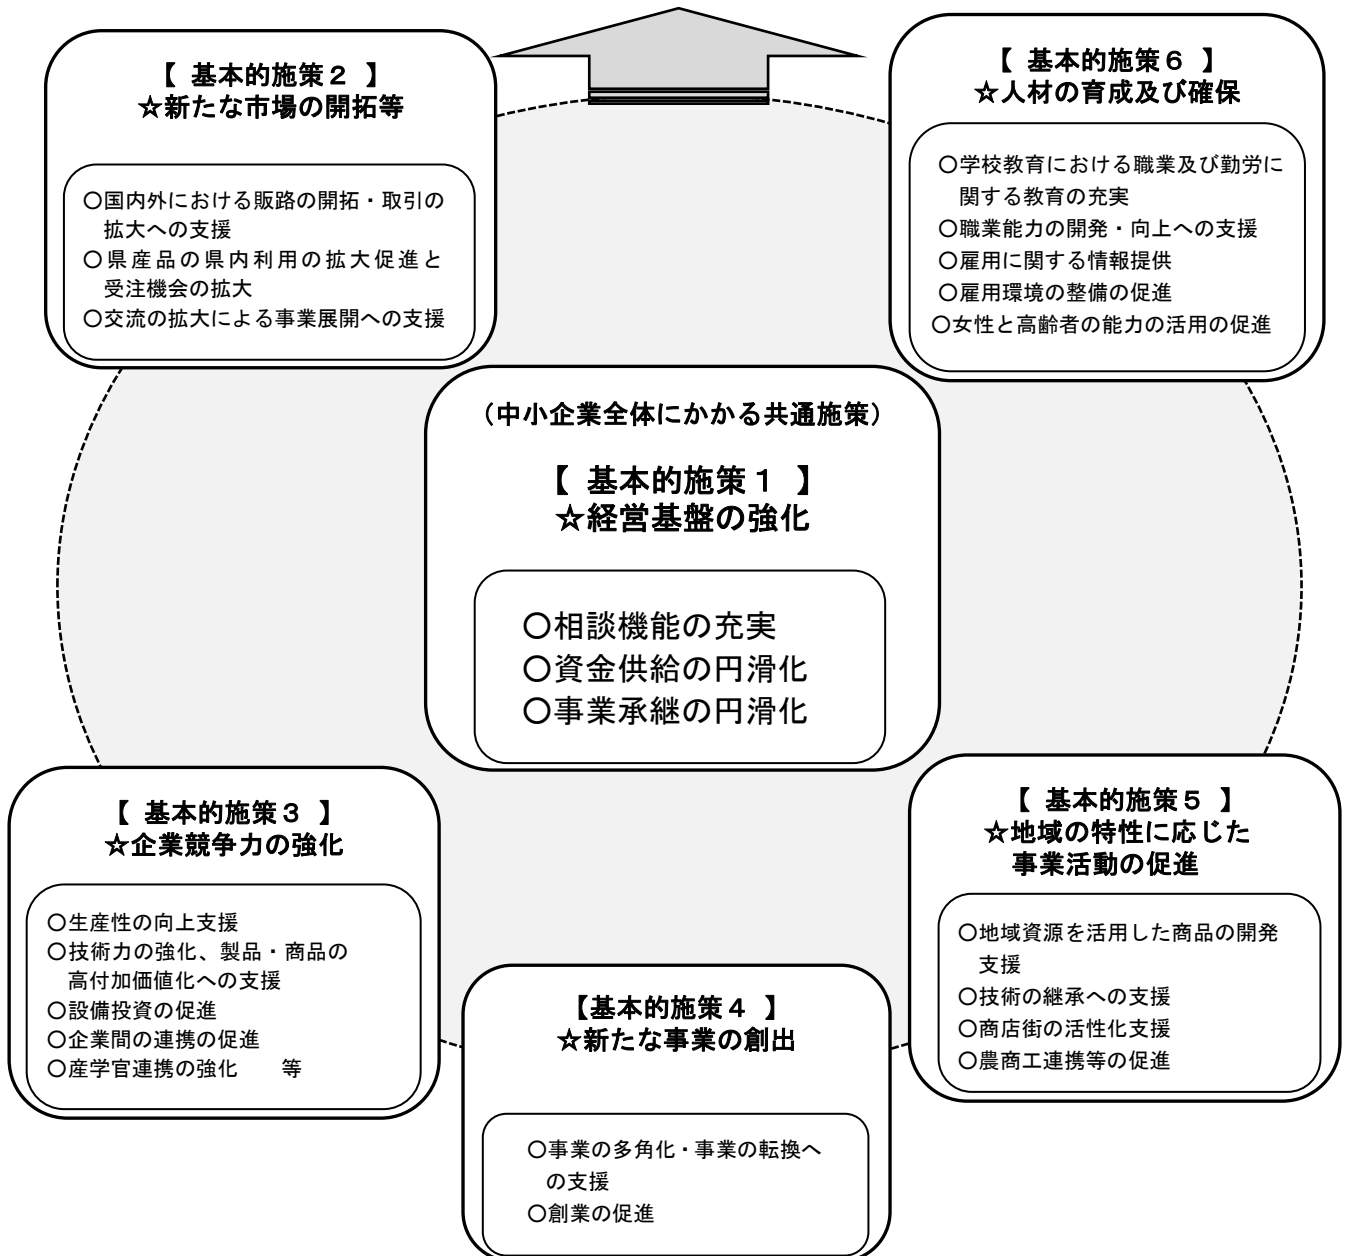 【 基本的施策２ 】
☆新たな市場の開拓等
○国内外における販路の開拓・取引の
拡大への支援
○県産品の県内利用の拡大促進と
受注機会の拡大
○交流の拡大による事業展開への支援
【 基本的施策６ 】
☆人材の育成及び確保
○学校教育における職業及び勤労に
関する教育の充実
○職業能力の開発・向上への支援
○雇用に関する情報提供
○雇用環境の整備の促進
○女性と高齢者の能力の活用の促進
（中小企業全体にかかる共通施策）
【 基本的施策１ 】
☆経営基盤の強化
○相談機能の充実
○資金供給の円滑化
○事業承継の円滑化
【 基本的施策３ 】
☆企業競争力の強化
○生産性の向上支援
○技術力の強化、製品・商品の
高付加価値化への支援
○設備投資の促進
○企業間の連携の促進
○産学官連携の強化　等
【基本的施策４ 】
☆新たな事業の創出
○事業の多角化・事業の転換へ
の支援
○創業の促進
【 基本的施策５ 】
☆地域の特性に応じた
事業活動の促進
○地域資源を活用した商品の開発
支援
○技術の継承への支援
○商店街の活性化支援
○農商工連携等の促進